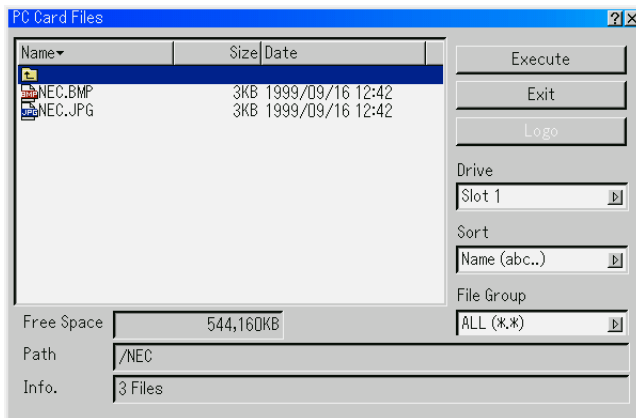 PC Card Files
Name Size Date
NEC.BMP 3KB 1999/09/16 12:42
NEC.JPG 3KB 1999/09/16 12:42
Execute
Exit
Logo
Drive
Slot 1
Sort
Name (abc..)
File Group
ALL (*.*)
Free Space 544,160KB
Path /NEC
Info. 3 Files